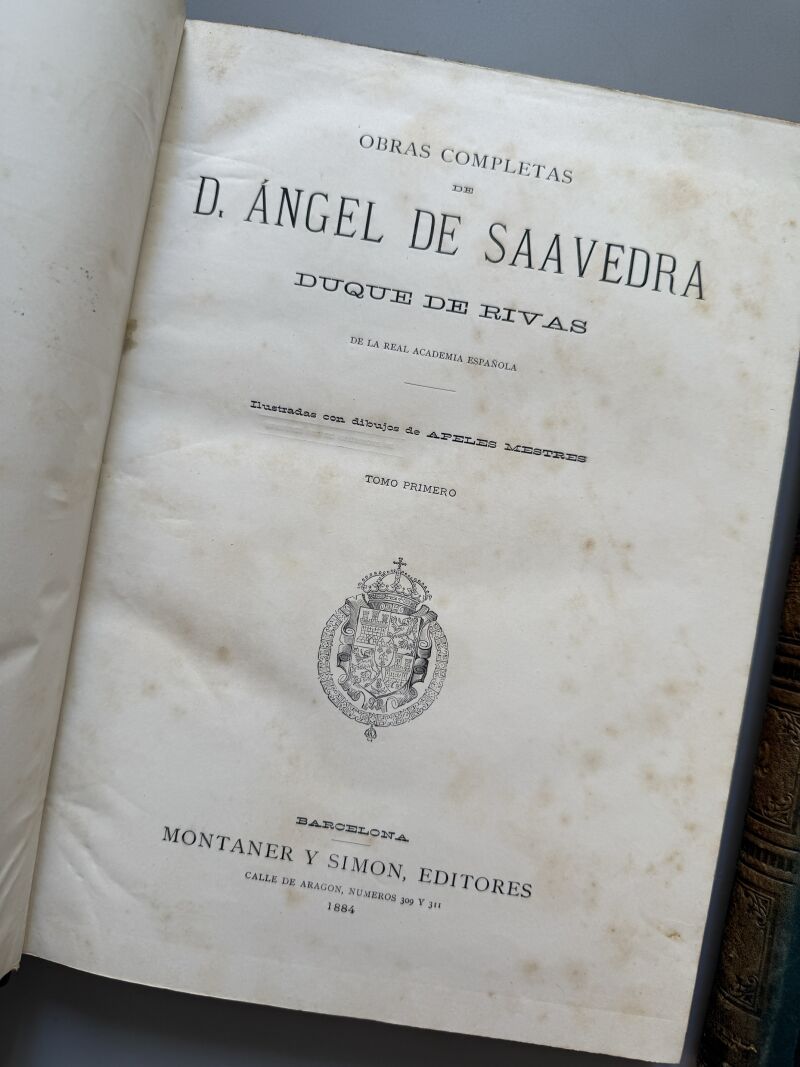 OBRAS COMPLETAS
DE
D. ÁNGEL DE SAAVEDRA
DUQUE DE RIVAS
DE LA REAL ACADEMIA ESPAÑOLA
Ilustradas con dibujos de APELES MESTRES
TOMO PRIMERO
BARCELONA
MONTANER Y SIMON, EDITORES
CALLE DE ARAGON, NUMEROS 309 Y 311
1884